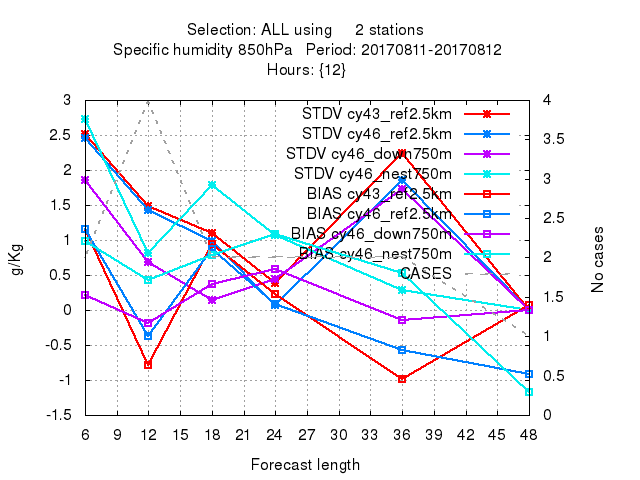 Selection: ALL using 2 stations
Specific humidity 850hPa Period: 20170811-20170812
Hours: {12}
STDV cy43_ref2.5km
STDV cy46_ref2.5km
STDV cy46_down750m
STDV cy46_nest750m
BIAS cy43_ref2.5km
BIAS cy46_ref2.5km
BIAS cy46_down750m
BIAS cy46_nest750m
CASES
3
2.5
2
1.5
1
0.5
0
-0.5
-1
-1.5
g/Kg
4
3.5
3
2.5
2
1.5
1
0.5
0
No cases
6 9 12 15 18 21 24 27 30 33 36 39 42 45 48
Forecast length